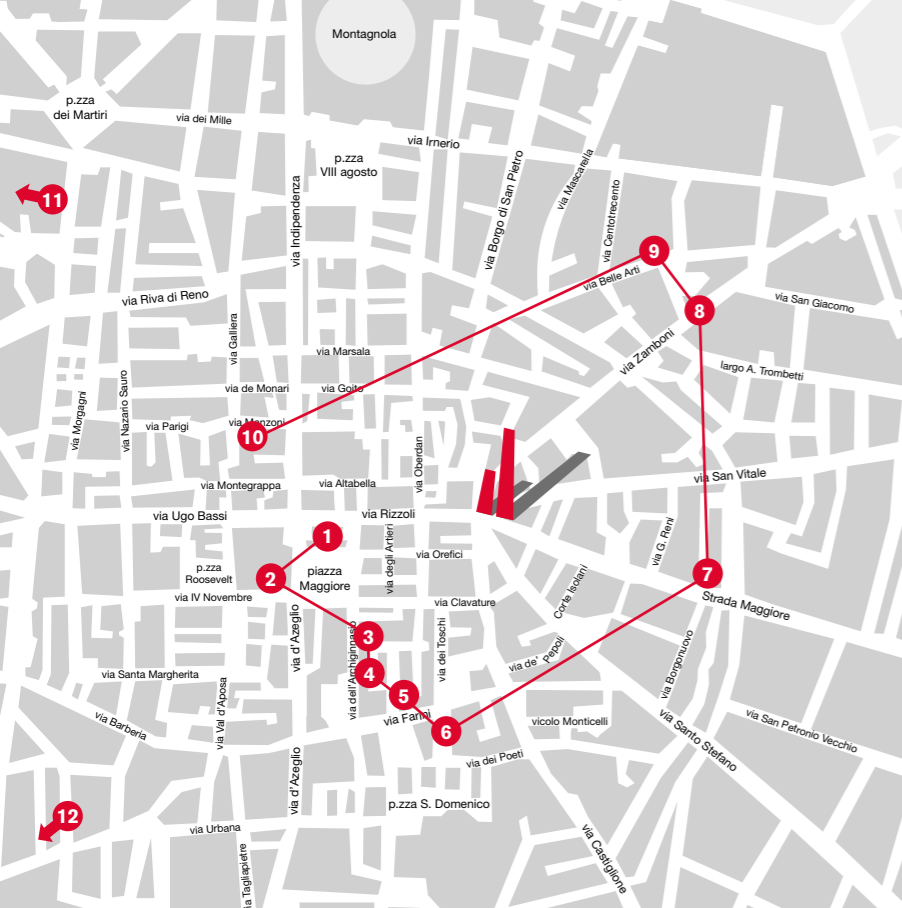 Montagnola
p.zza
dei Martiri
via dei Mille
via Irnerio
p.zza
VIII agosto
via Mascarella
via Borgo di San Pietro
via Centotrecento
11
via Indipendenza
9
via Belle Arti
via Riva di Reno
via San Giacomo
8
via Galliera
via Zamboni
via Marsala
largo A. Trombetti
via de Monari
via Goito
via Morgagni
via Nazario Sauro
via Parigi
via Manzoni
10
via Oberdan
via San Vitale
via Montegrappa
via Altabella
via Ugo Bassi
via Rizzoli
1
via degli Artieri
via Orefici
via G. Reni
p.zza
Roosevelt
2
piazza
Maggiore
7
Corte Isolani
via IV Novembre
via Clavature
Strada Maggiore
via d'Azeglio
3
via dell'Archiginnasio
via dei Toschi
via de' Pepoli
via Borgonuovo
4
via Santa Margherita
5
via Val d'Aposa
via Farini
6
vicolo Monticelli
via Barberia
via Santo Stefano
via San Petronio Vecchio
via dei Poeti
via d'Azeglio
p.zza S. Domenico
12
via Urbana
via Castiglione
via Tagliapietre